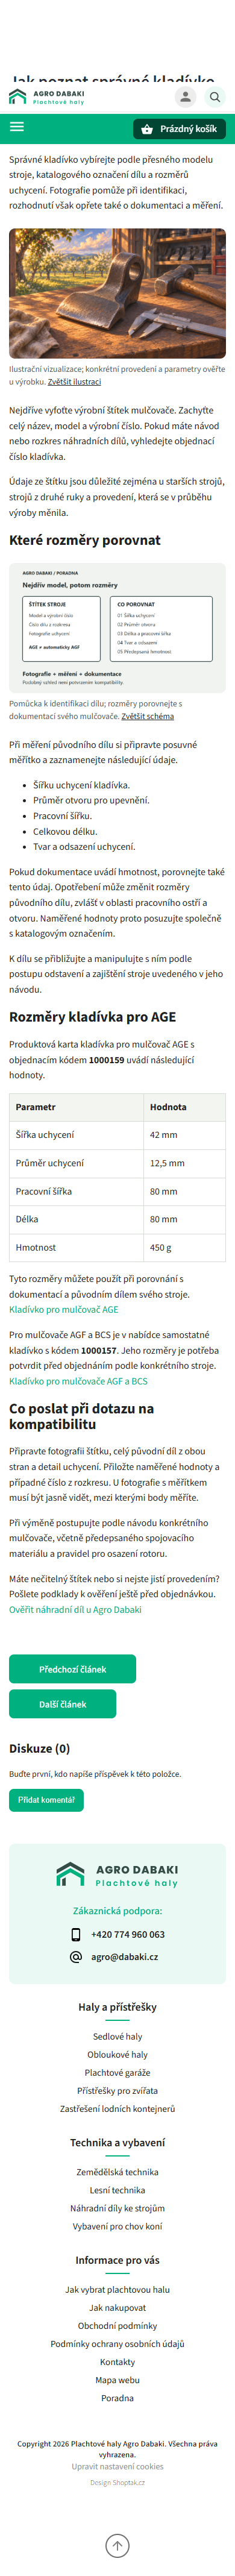 Jak poznat správné kladívko
AGRO DABAKI
Plachtové haly
Prázdný košík
Správné kladívko vybírejte podle přesného modelu
stroje, katalogového označení dílu a rozměrů
uchycení. Fotografie pomůže při identifikaci,
rozhodnutí však opřete také o dokumentaci a měření.
Ilustrační vizualizace; konkrétní provedení a parametry ověřte
u výrobku. Zvětšit ilustraci
Nejdříve vyfoťte výrobní štítek mulčovače. Zachyťte
celý název, model a výrobní číslo. Pokud máte návod
nebo rozkres náhradních dílů, vyhledejte objednací
číslo kladívka.
Údaje ze štítku jsou důležité zejména u starších strojů,
strojů z druhé ruky a provedení, která se v průběhu
výroby měnila.
Které rozměry porovnat
AGRO DABAKI / PORADNA
Nejdřív model, potom rozměry
ŠTÍTEK STROJE
Model a výrobní číslo
Číslo dílu z rozkresu
Fotografie uchycení
AGE ≠ automaticky AGF
CO POROVNAT
01 Šířka uchycení
02 Průměr otvoru
03 Délka a pracovní šířka
04 Tvar a odsazení
05 Předepsaná hmotnost
Fotografie + měření + dokumentace
Podobný vzhled není potvrzením kompatibility.
Pomůcka k identifikaci dílu; rozměry porovnejte s
dokumentací svého mulčovače. Zvětšit schéma
Při měření původního dílu si připravte posuvné
měřítko a zaznamenejte následující údaje.
Šířku uchycení kladívka.
Průměr otvoru pro upevnění.
Pracovní šířku.
Celkovou délku.
Tvar a odsazení uchycení.
Pokud dokumentace uvádí hmotnost, porovnejte také
tento údaj. Opotřebení může změnit rozměry
původního dílu, zvlášť v oblasti pracovního ostří a
otvoru. Naměřené hodnoty proto posuzujte společně
s katalogovým označením.
K dílu se přibližujte a manipulujte s ním podle
postupu odstavení a zajištění stroje uvedeného v jeho
návodu.
Rozměry kladívka pro AGE
Produktová karta kladívka pro mulčovač AGE s
objednacím kódem 1000159 uvádí následující
hodnoty.
Parametr Hodnota
Šířka uchycení 42 mm
Průměr uchycení 12,5 mm
Pracovní šířka 80 mm
Délka 80 mm
Hmotnost 450 g
Tyto rozměry můžete použít při porovnání s
dokumentací a původním dílem svého stroje.
Kladívko pro mulčovač AGE
Pro mulčovače AGF a BCS je v nabídce samostatné
kladívko s kódem 1000157. Jeho rozměry je potřeba
potvrdit před objednáním podle konkrétního stroje.
Kladívko pro mulčovače AGF a BCS
Co poslat při dotazu na
kompatibilitu
Připravte fotografii štítku, celý původní díl z obou
stran a detail uchycení. Přiložte naměřené hodnoty a
případné číslo z rozkresu. U fotografie s měřítkem
musí být jasně vidět, mezi kterými body měříte.
Při výměně postupujte podle návodu konkrétního
mulčovače, včetně předepsaného spojovacího
materiálu a pravidel pro osazení rotoru.
Máte nečitelný štítek nebo si nejste jistí provedením?
Pošlete podklady k ověření ještě před objednávkou.
Ověřit náhradní díl u Agro Dabaki
Předchozí článek
Další článek
Diskuze (0)
Buďte první, kdo napíše příspěvek k této položce.
Přidat komentář
AGRO DABAKI
Plachtové haly
Zákaznická podpora:
+420 774 960 063
agro@dabaki.cz
Haly a přístřešky
Sedlové haly
Obloukové haly
Plachtové garáže
Přístřešky pro zvířata
Zastřešení lodních kontejnerů
Technika a vybavení
Zemědělská technika
Lesní technika
Náhradní díly ke strojům
Vybavení pro chov koní
Informace pro vás
Jak vybrat plachtovou halu
Jak nakupovat
Obchodní podmínky
Podmínky ochrany osobních údajů
Kontakty
Mapa webu
Poradna
Copyright 2026 Plachtové haly Agro Dabaki. Všechna práva
vyhrazena.
Upravit nastavení cookies
Design Shoptak.cz